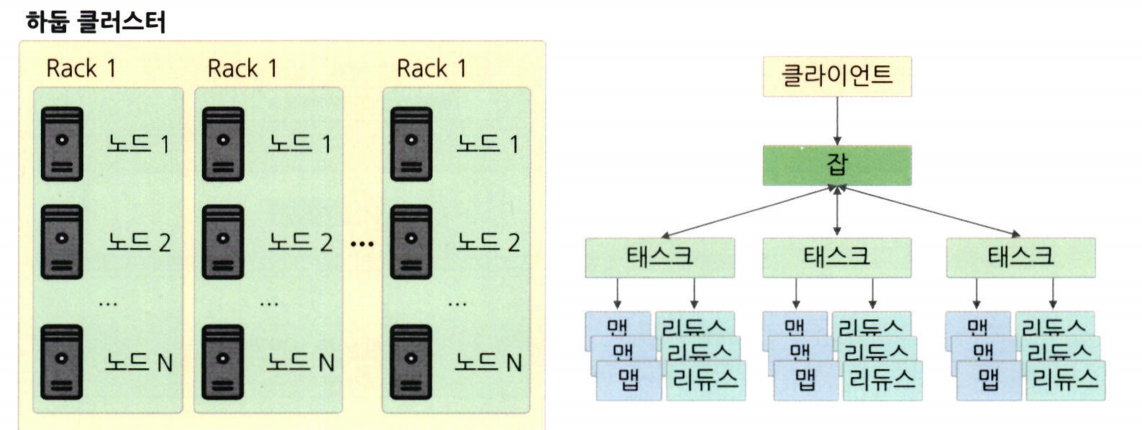 하둡 클러스터
Rack 1
Rack 1
Rack 1
노드 1
노드 1
노드 1
노드 2
노드 2
...
노드 2
...
...
...
노드 N
노드 N
노드 N
클라이언트
잡
태스크
태스크
태스크
맵
리듀스
맵
리듀스
맵
리듀스
맵
리듀스
맵
리듀스
맵
리듀스
맵
리듀스
맵
리듀스
맵
리듀스